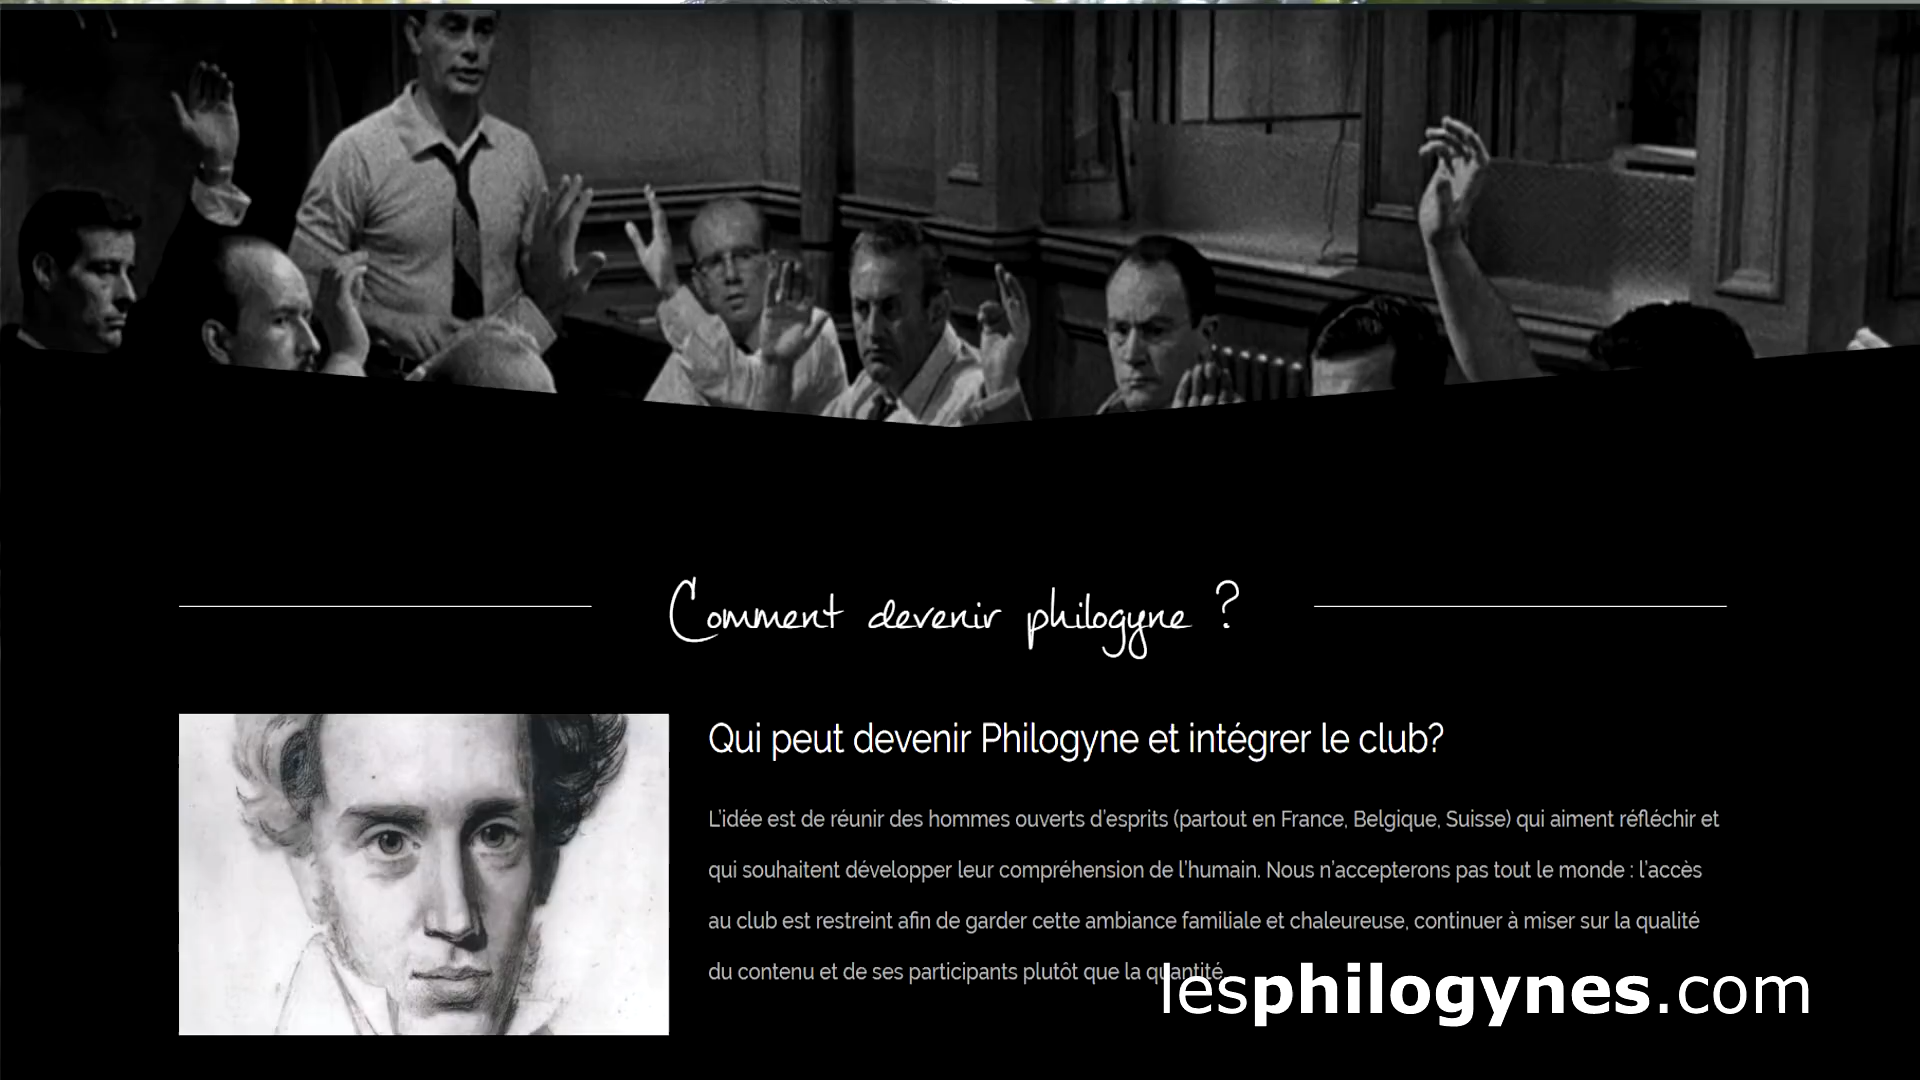 Comment devenir philogyne ?
Qui peut devenir Philogyne et intégrer le club?
L'idée est de réunir des hommes ouverts d'esprits (partout en France, Belgique, Suisse) qui aiment réfléchir et
qui souhaitent développer leur compréhension de l'humain. Nous n'accepterons pas tout le monde : l'accès
au club est restreint afin de garder cette ambiance familiale et chaleureuse, continuer à miser sur la qualité
du contenu et de ses participants plutôt que la quantité.
lesphilogynes.com